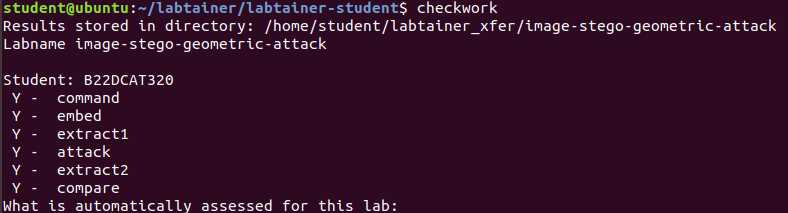 student@ubuntu:~/labtainer/labtainer-student$ checkwork
Results stored in directory: /home/student/labtainer_xfer/image-stego-geometric-attack
Labname image-stego-geometric-attack
Student: B22DCAT320
Y - command
Y - embed
Y - extract1
Y - attack
Y - extract2
Y - compare
What is automatically assessed for this lab: